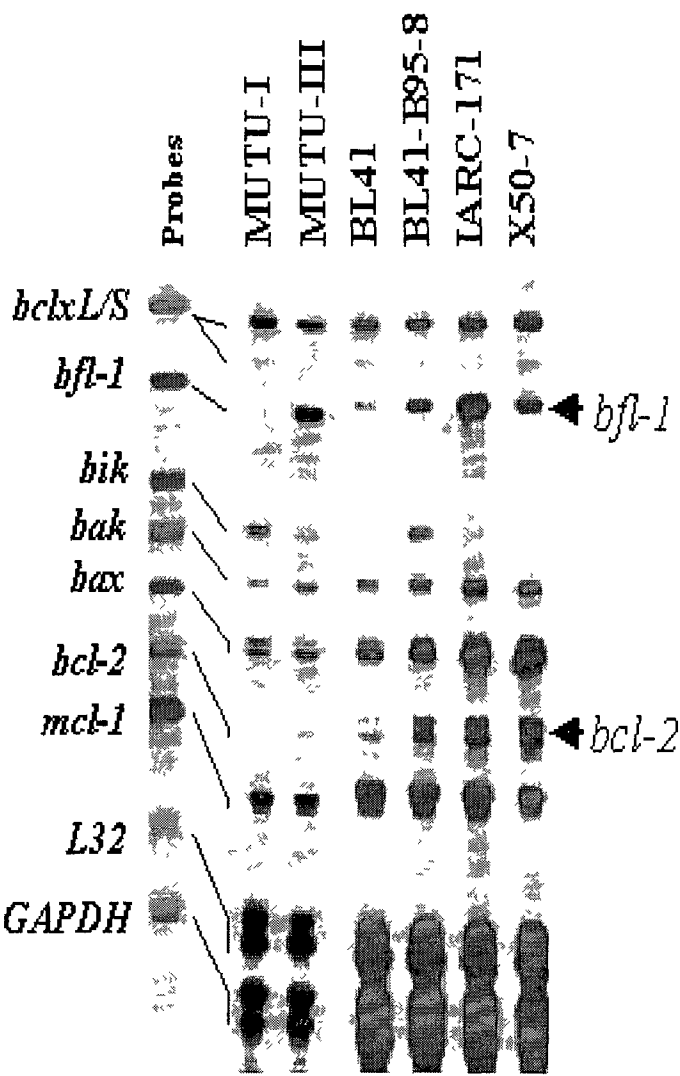 Probes
MUTU-I
MUTU-III
BL41
BL41-B95-8
IARC-171
X50-7
bclxL/S
bfl-1
bik
bak
bax
bcl-2
mcl-1
L32
GAPDH
bfl-1
bcl-2